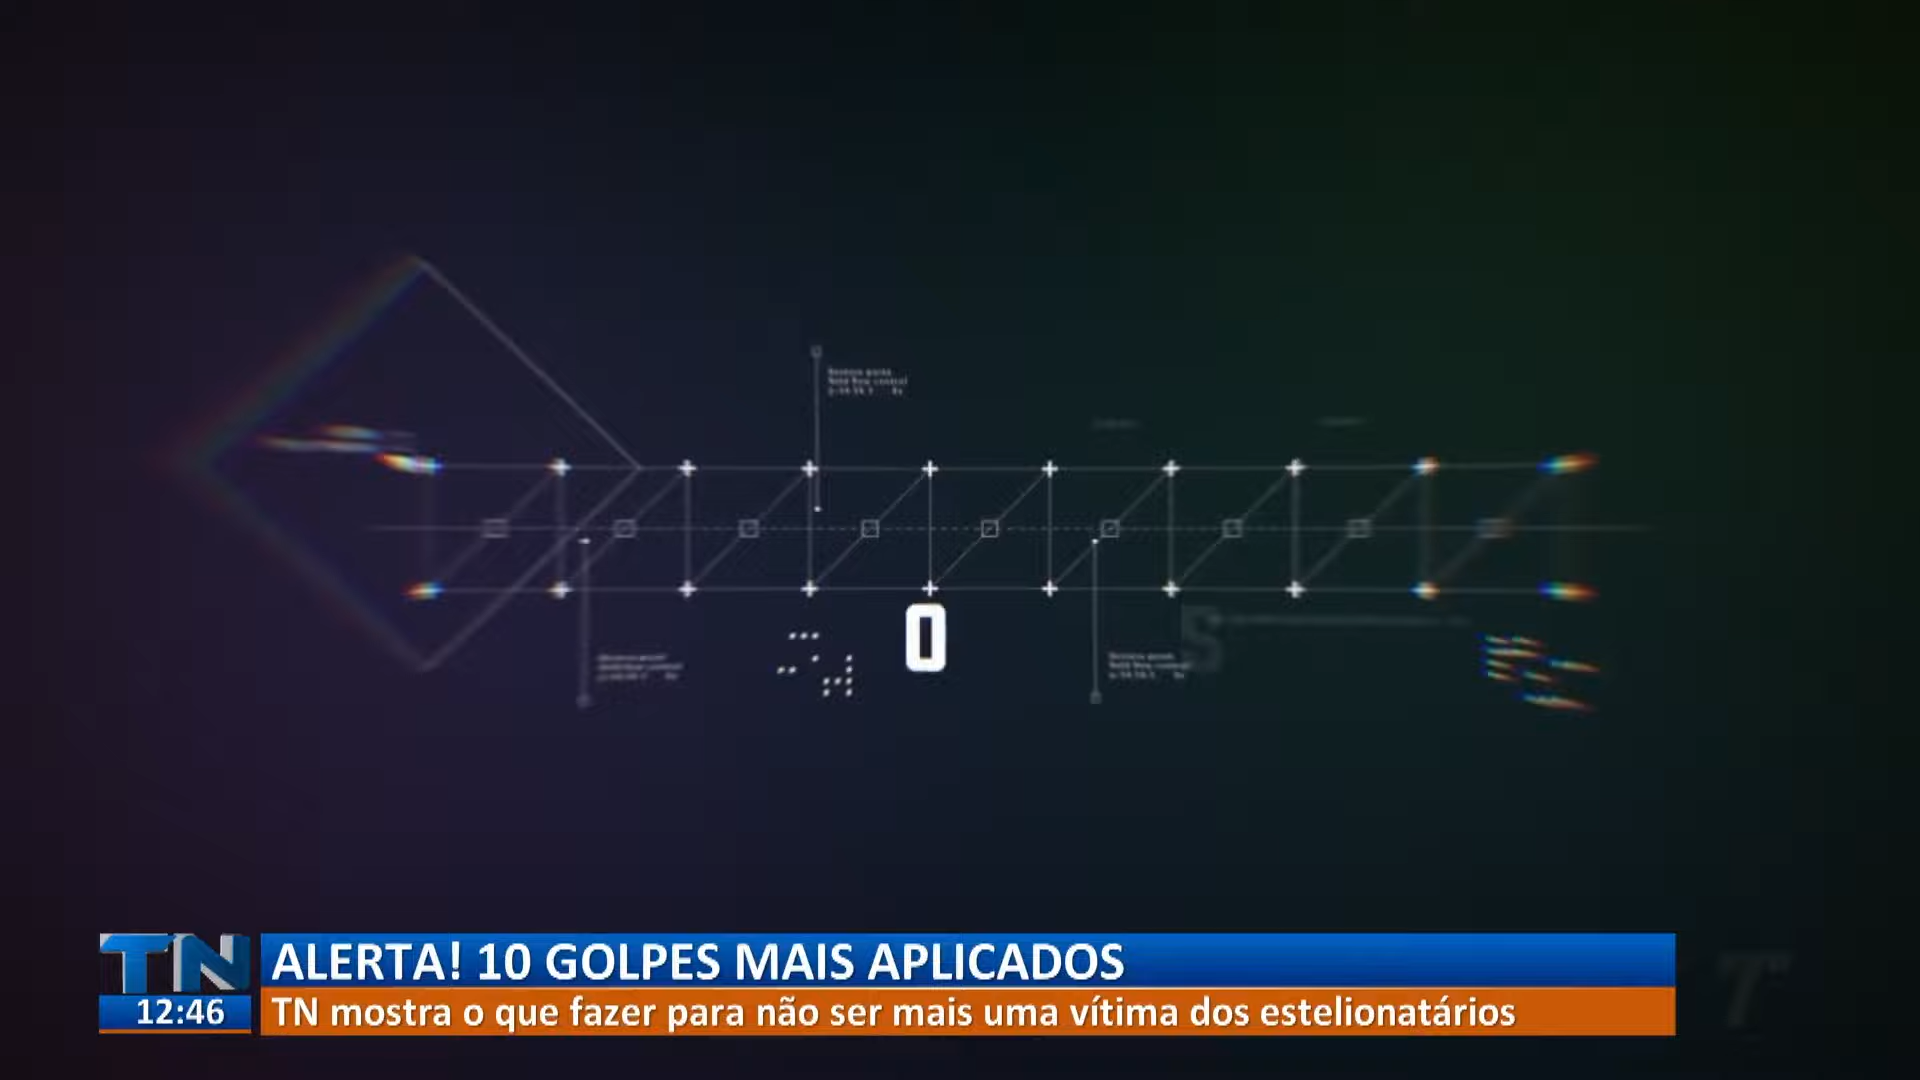 0
S
TN
ALERTA! 10 GOLPES MAIS APLICADOS
12:46
TN mostra o que fazer para não ser mais uma vítima dos estelionatários
T